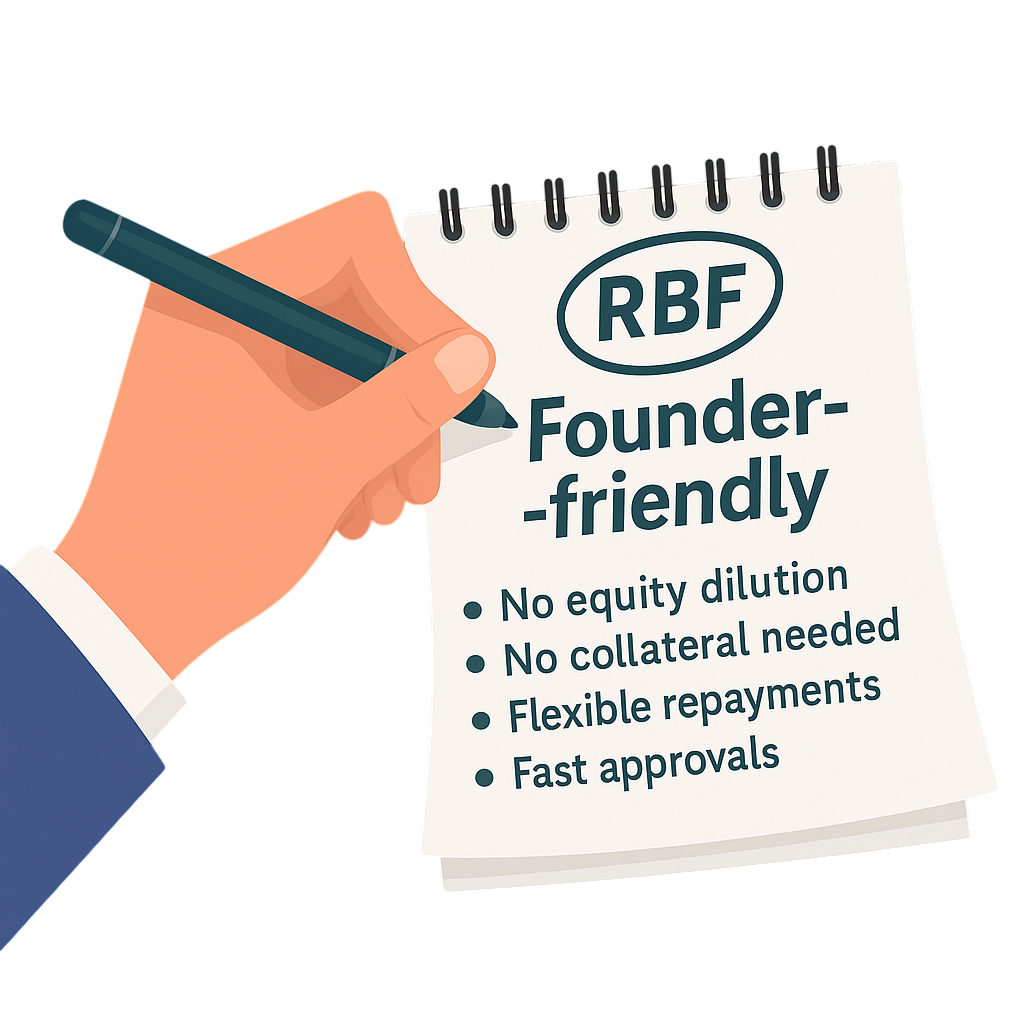 RBF
Founder-
-friendly
• No equity dilution
• No collateral needed
• Flexible repayments
• Fast approvals